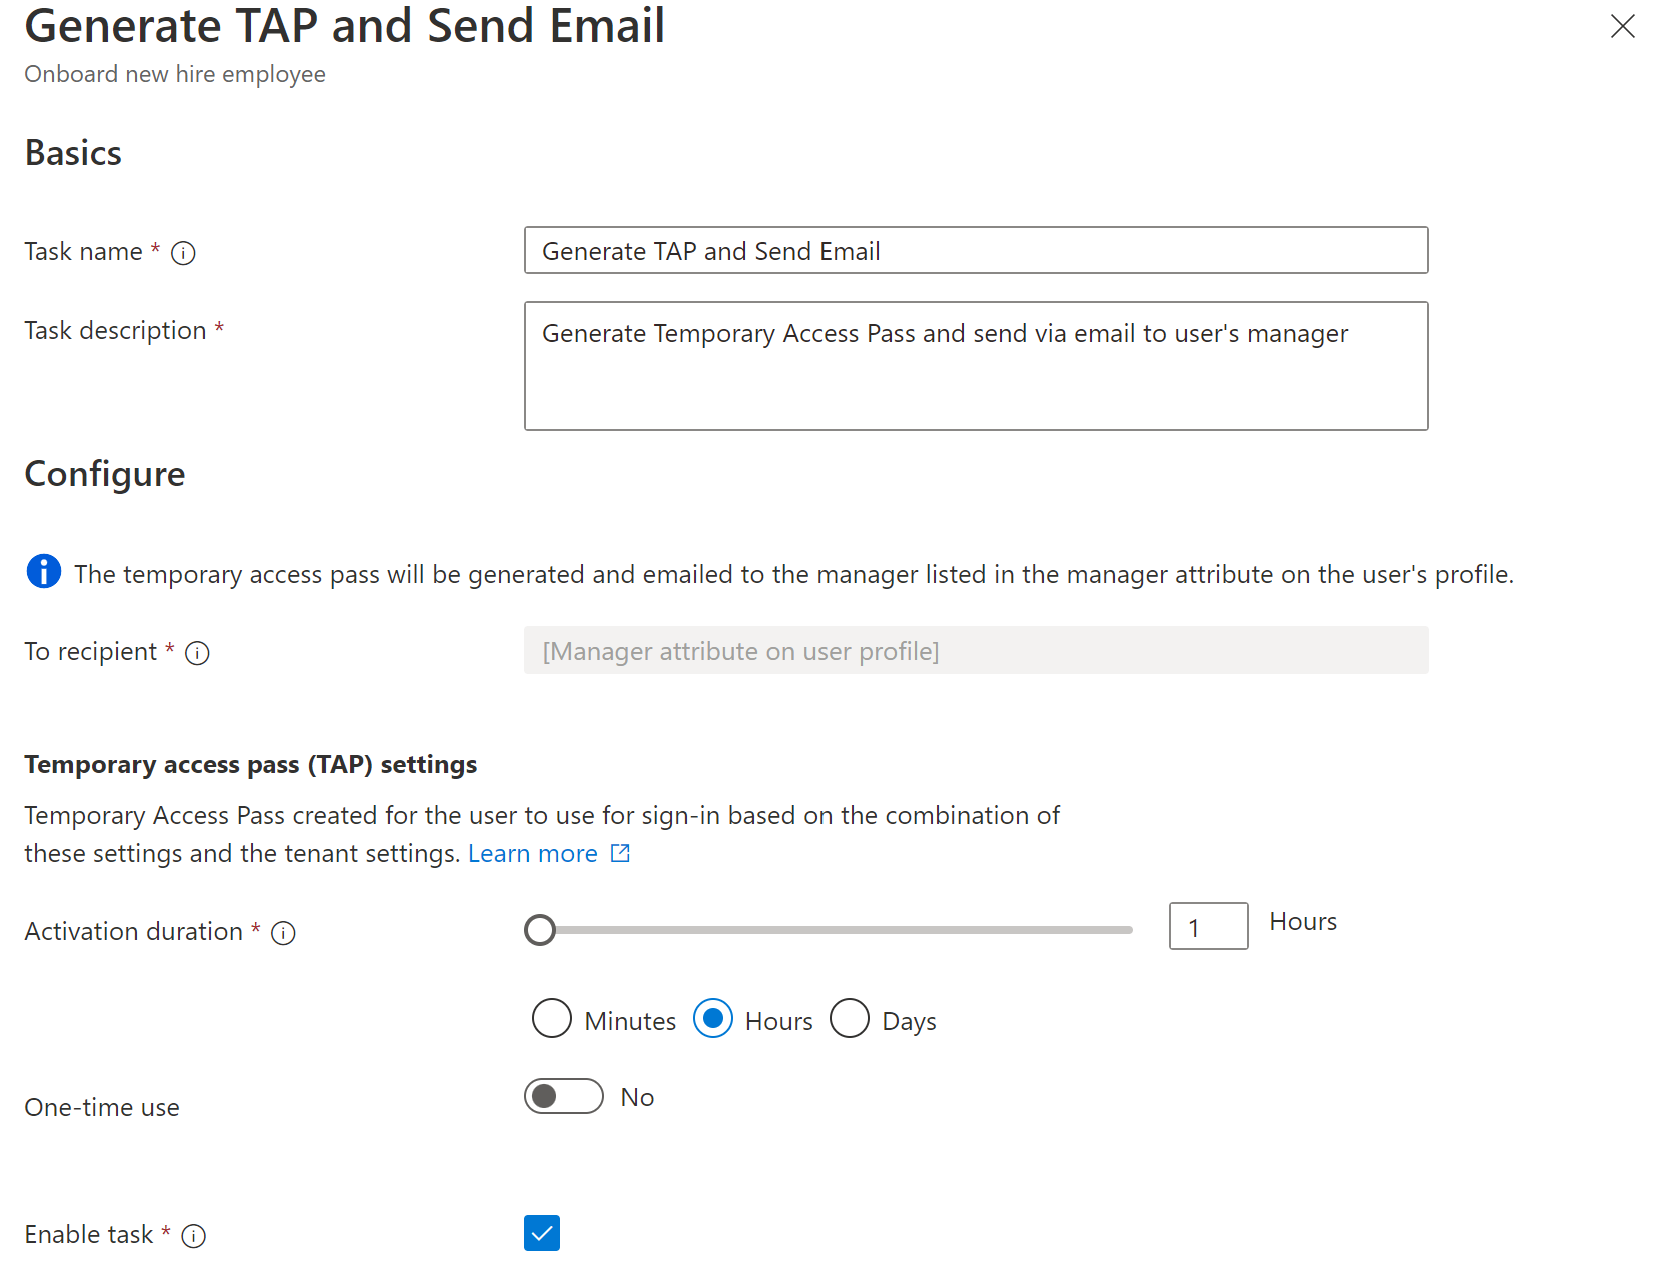 Generate TAP and Send Email
Onboard new hire employee
Basics
Task name *
Generate TAP and Send Email
Task description *
Generate Temporary Access Pass and send via email to user's manager
Configure
The temporary access pass will be generated and emailed to the manager listed in the manager attribute on the user's profile.
To recipient *
[Manager attribute on user profile]
Temporary access pass (TAP) settings
Temporary Access Pass created for the user to use for sign-in based on the combination of
these settings and the tenant settings. Learn more
Activation duration *
1 Hours
Minutes Hours Days
One-time use
No
Enable task *